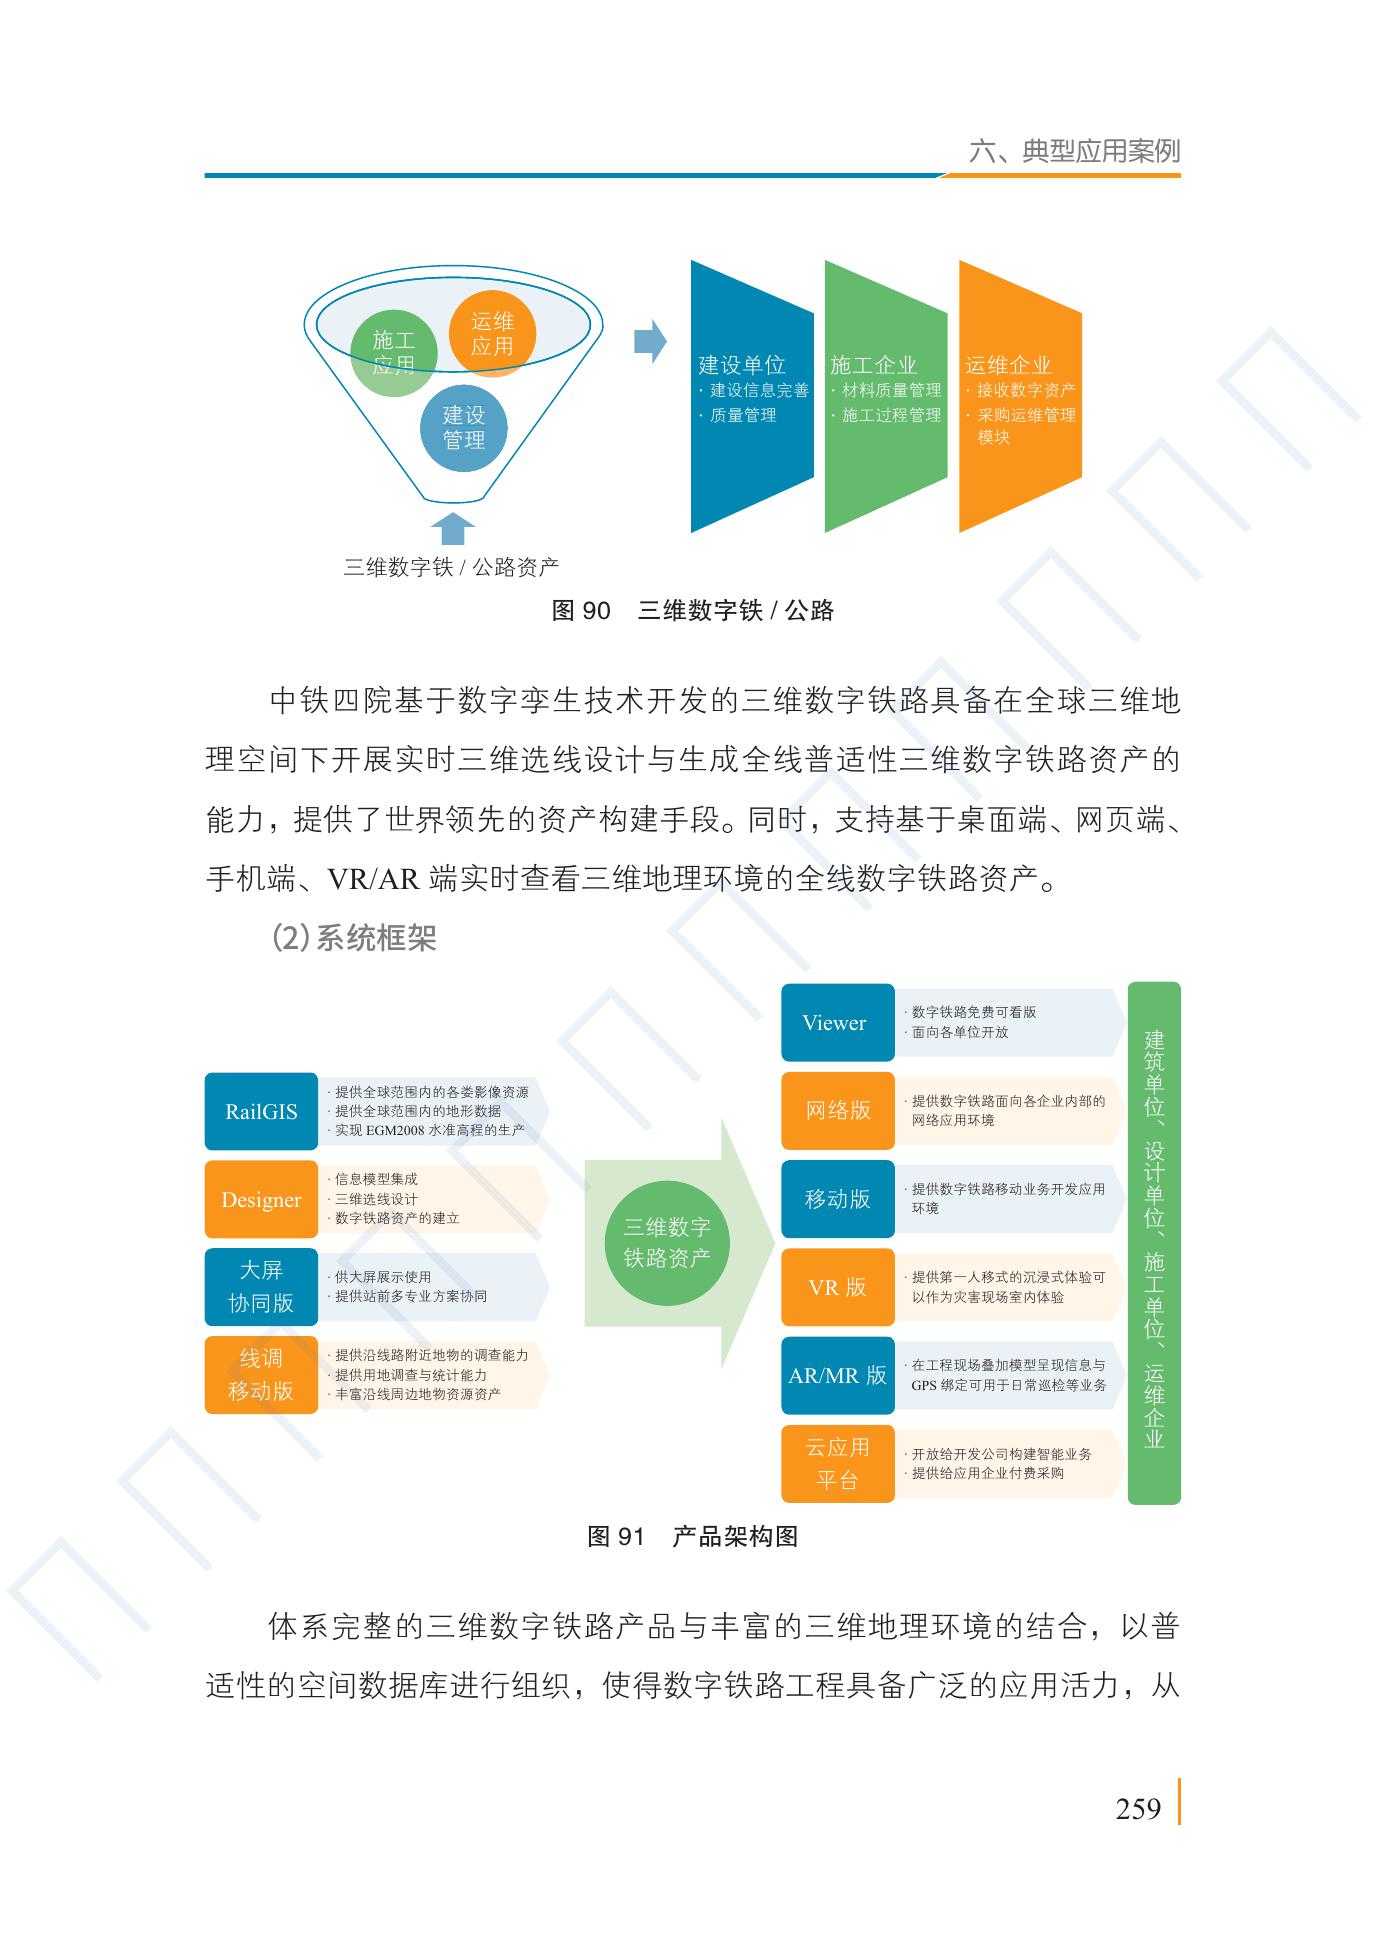 六、典型应用案例
施工
应用
运维
应用
建设
管理
三维数字铁 / 公路资产
建设单位
· 建设信息完善
· 质量管理
施工企业
· 材料质量管理
· 施工过程管理
运维企业
· 接收数字资产
· 采购运维管理
模块
图 90　三维数字铁 / 公路
中铁四院基于数字孪生技术开发的三维数字铁路具备在全球三维地
理空间下开展实时三维选线设计与生成全线普适性三维数字铁路资产的
能力，提供了世界领先的资产构建手段。同时，支持基于桌面端、网页端、
手机端、VR/AR 端实时查看三维地理环境的全线数字铁路资产。
（2）系统框架
RailGIS
· 提供全球范围内的各类影像资源
· 提供全球范围内的地形数据
· 实现 EGM2008 水准高程的生产
Designer
· 信息模型集成
· 三维选线设计
· 数字铁路资产的建立
大屏
协同版
· 供大屏展示使用
· 提供站前多专业方案协同
线调
移动版
· 提供沿线路附近地物的调查能力
· 提供用地调查与统计能力
· 丰富沿线周边地物资源资产
三维数字
铁路资产
Viewer
· 数字铁路免费可看版
· 面向各单位开放
网络版
· 提供数字铁路面向各企业内部的
网络应用环境
移动版
· 提供数字铁路移动业务开发应用
环境
VR 版
· 提供第一人移式的沉浸式体验可
以作为灾害现场室内体验
AR/MR 版
· 在工程现场叠加模型呈现信息与
GPS 绑定可用于日常巡检等业务
云应用
平台
· 开放给开发公司构建智能业务
· 提供给应用企业付费采购
建筑单位、设计单位、施工单位、运维企业
图 91　产品架构图
体系完整的三维数字铁路产品与丰富的三维地理环境的结合，以普
适性的空间数据库进行组织，使得数字铁路工程具备广泛的应用活力，从
259